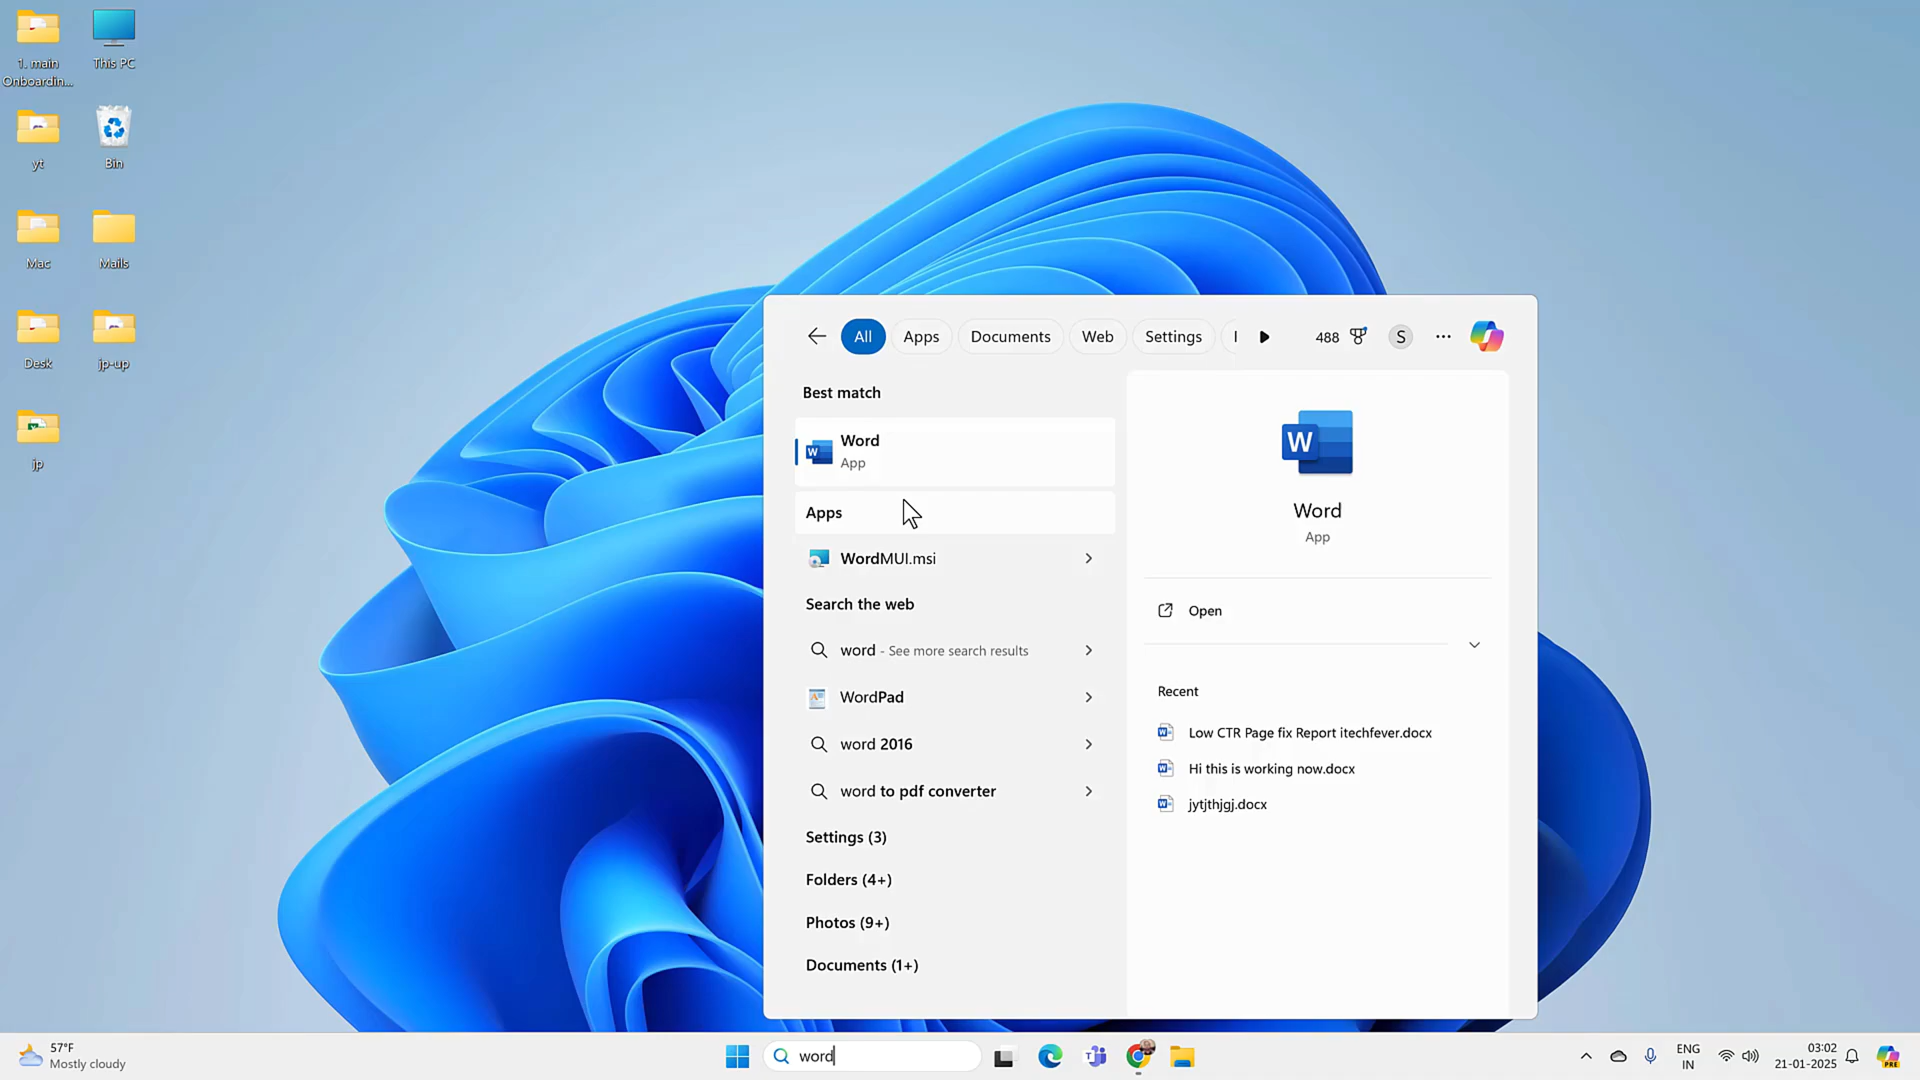 1. main
Onboardin...
This PC
yt
Bin
Mac
Mails
Desk
jp-up
jp
All
Apps
Documents
Web
Settings
488
S
Best match
Word
App
Apps
WordMUI.msi
Search the web
word - See more search results
WordPad
word 2016
word to pdf converter
Settings (3)
Folders (4+)
Photos (9+)
Documents (1+)
W
Word
App
Open
Recent
Low CTR Page fix Report itechfever.docx
Hi this is working now.docx
jytjthjgj.docx
57°F
Mostly cloudy
word
ENG
IN
03:02
21-01-2025
PRE